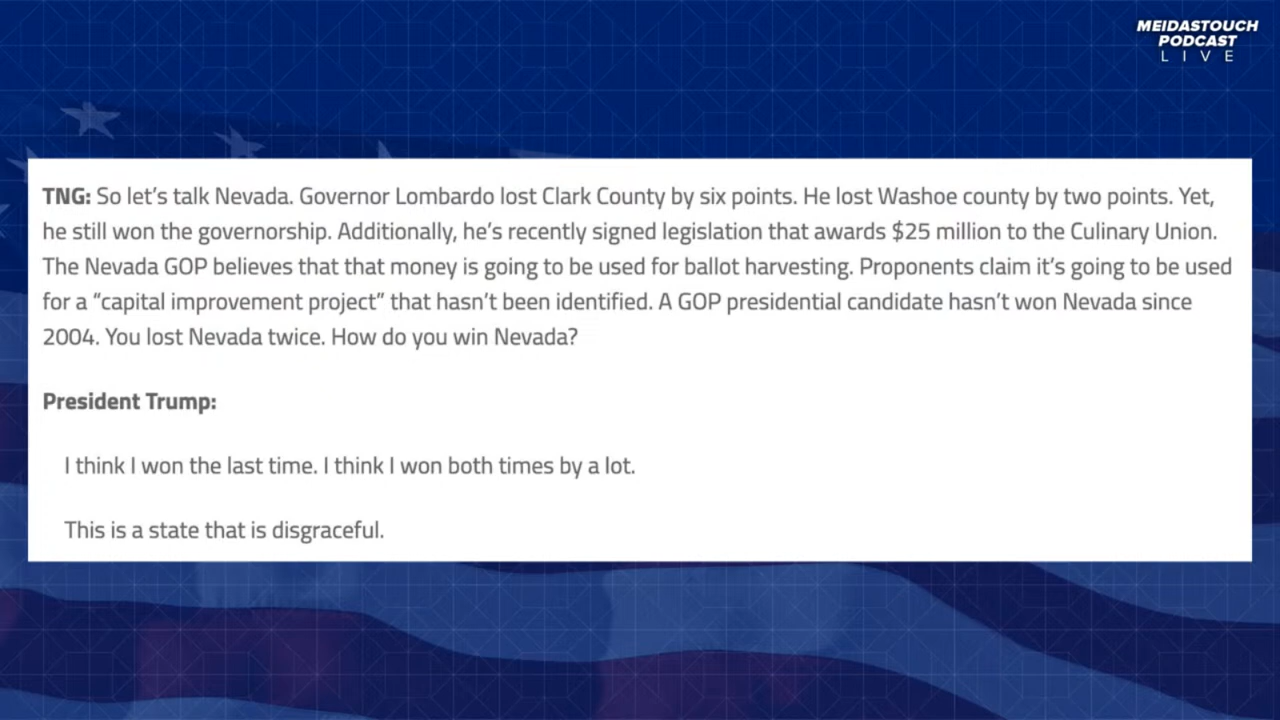 MEIDASTOUCH
PODCAST
LIVE
TNG: So let’s talk Nevada. Governor Lombardo lost Clark County by six points. He lost Washoe county by two points. Yet,
he still won the governorship. Additionally, he’s recently signed legislation that awards $25 million to the Culinary Union.
The Nevada GOP believes that that money is going to be used for ballot harvesting. Proponents claim it’s going to be used
for a “capital improvement project” that hasn’t been identified. A GOP presidential candidate hasn’t won Nevada since
2004. You lost Nevada twice. How do you win Nevada?
President Trump:
I think I won the last time. I think I won both times by a lot.
This is a state that is disgraceful.